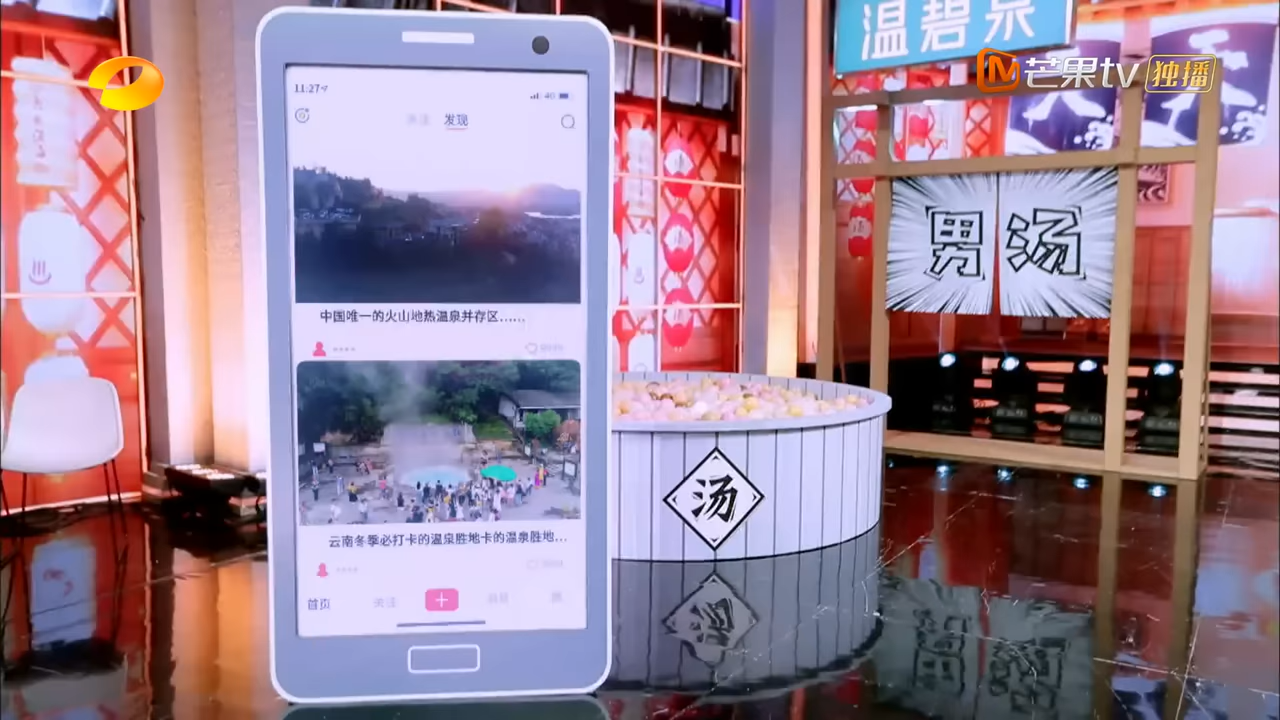 温碧泉
芒果tv 独播
11:27
4G
关注 发现
男汤
中国唯一的火山地热温泉并存区……
汤
云南冬季必打卡的温泉胜地卡的温泉胜地...
首页 关注 + 消息 我